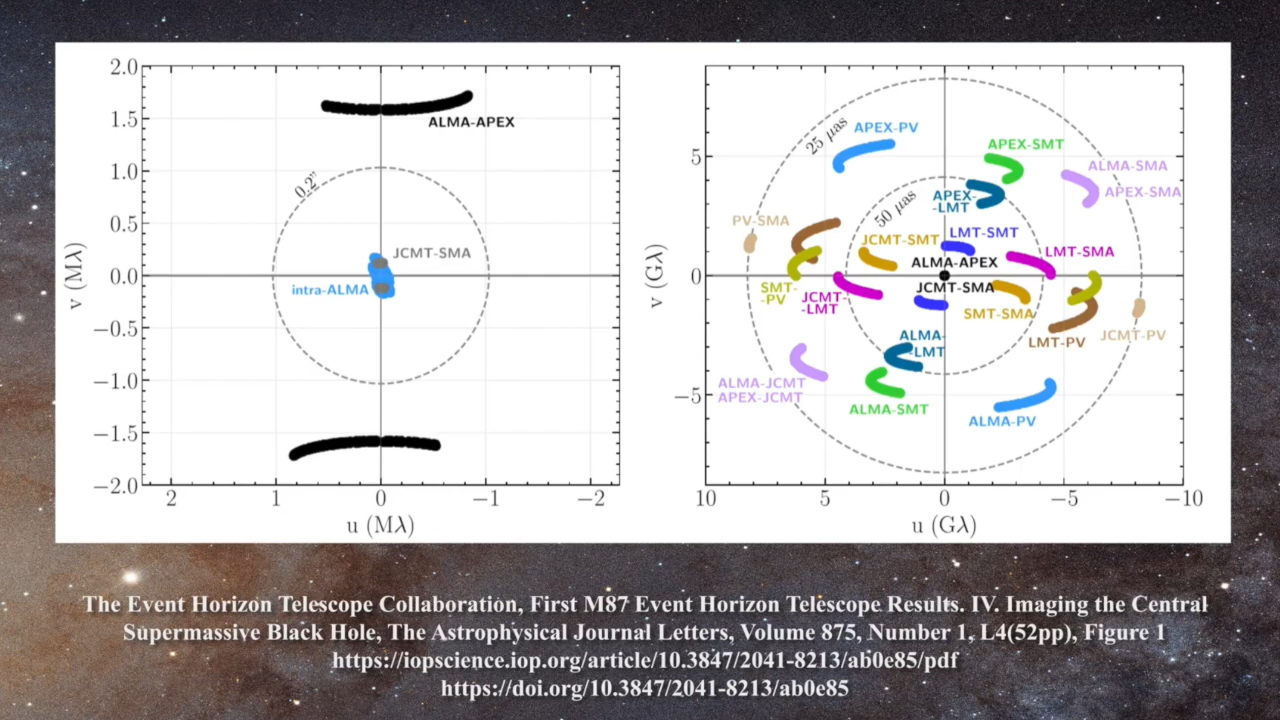 2.0
1.5
1.0
0.5
0.0
−0.5
−1.0
−1.5
−2.0
v (Mλ)
2
1
0
−1
−2
u (Mλ)
ALMA-APEX
0.2″
JCMT-SMA
intra-ALMA
5
0
−5
v (Gλ)
10
5
0
−5
−10
u (Gλ)
25 μas
50 μas
APEX-PV
APEX-SMT
ALMA-SMA
APEX-SMA
APEX-
-LMT
PV-SMA
JCMT-SMT
LMT-SMT
LMT-SMA
ALMA-APEX
JCMT-SMA
SMT-
-PV
JCMT-
-LMT
SMT-SMA
LMT-PV
JCMT-PV
ALMA-
-LMT
ALMA-JCMT
APEX-JCMT
ALMA-SMT
ALMA-PV
The Event Horizon Telescope Collaboration, First M87 Event Horizon Telescope Results. IV. Imaging the Central
Supermassive Black Hole, The Astrophysical Journal Letters, Volume 875, Number 1, L4(52pp), Figure 1
https://iopscience.iop.org/article/10.3847/2041-8213/ab0e85/pdf
https://doi.org/10.3847/2041-8213/ab0e85